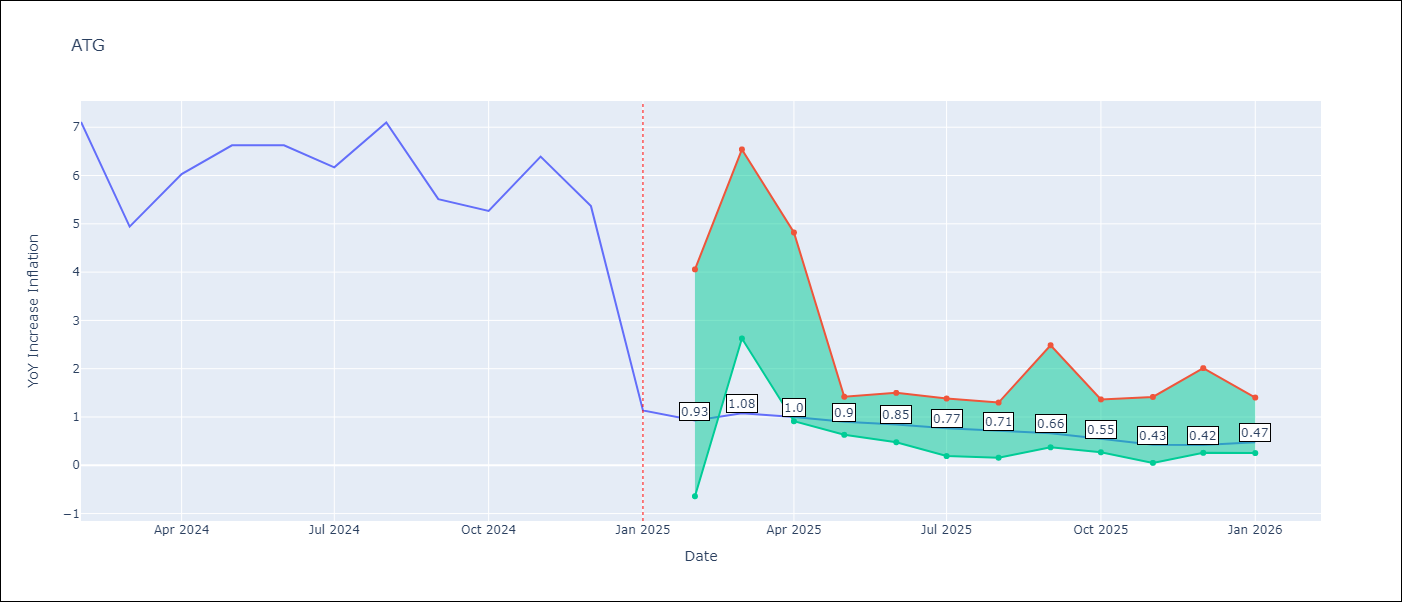 ATG
YoY Increase Inflation
7
6
5
4
3
2
1
0
−1
0.93
1.08
1.0
0.9
0.85
0.77
0.71
0.66
0.55
0.43
0.42
0.47
Apr 2024
Jul 2024
Oct 2024
Jan 2025
Apr 2025
Jul 2025
Oct 2025
Jan 2026
Date